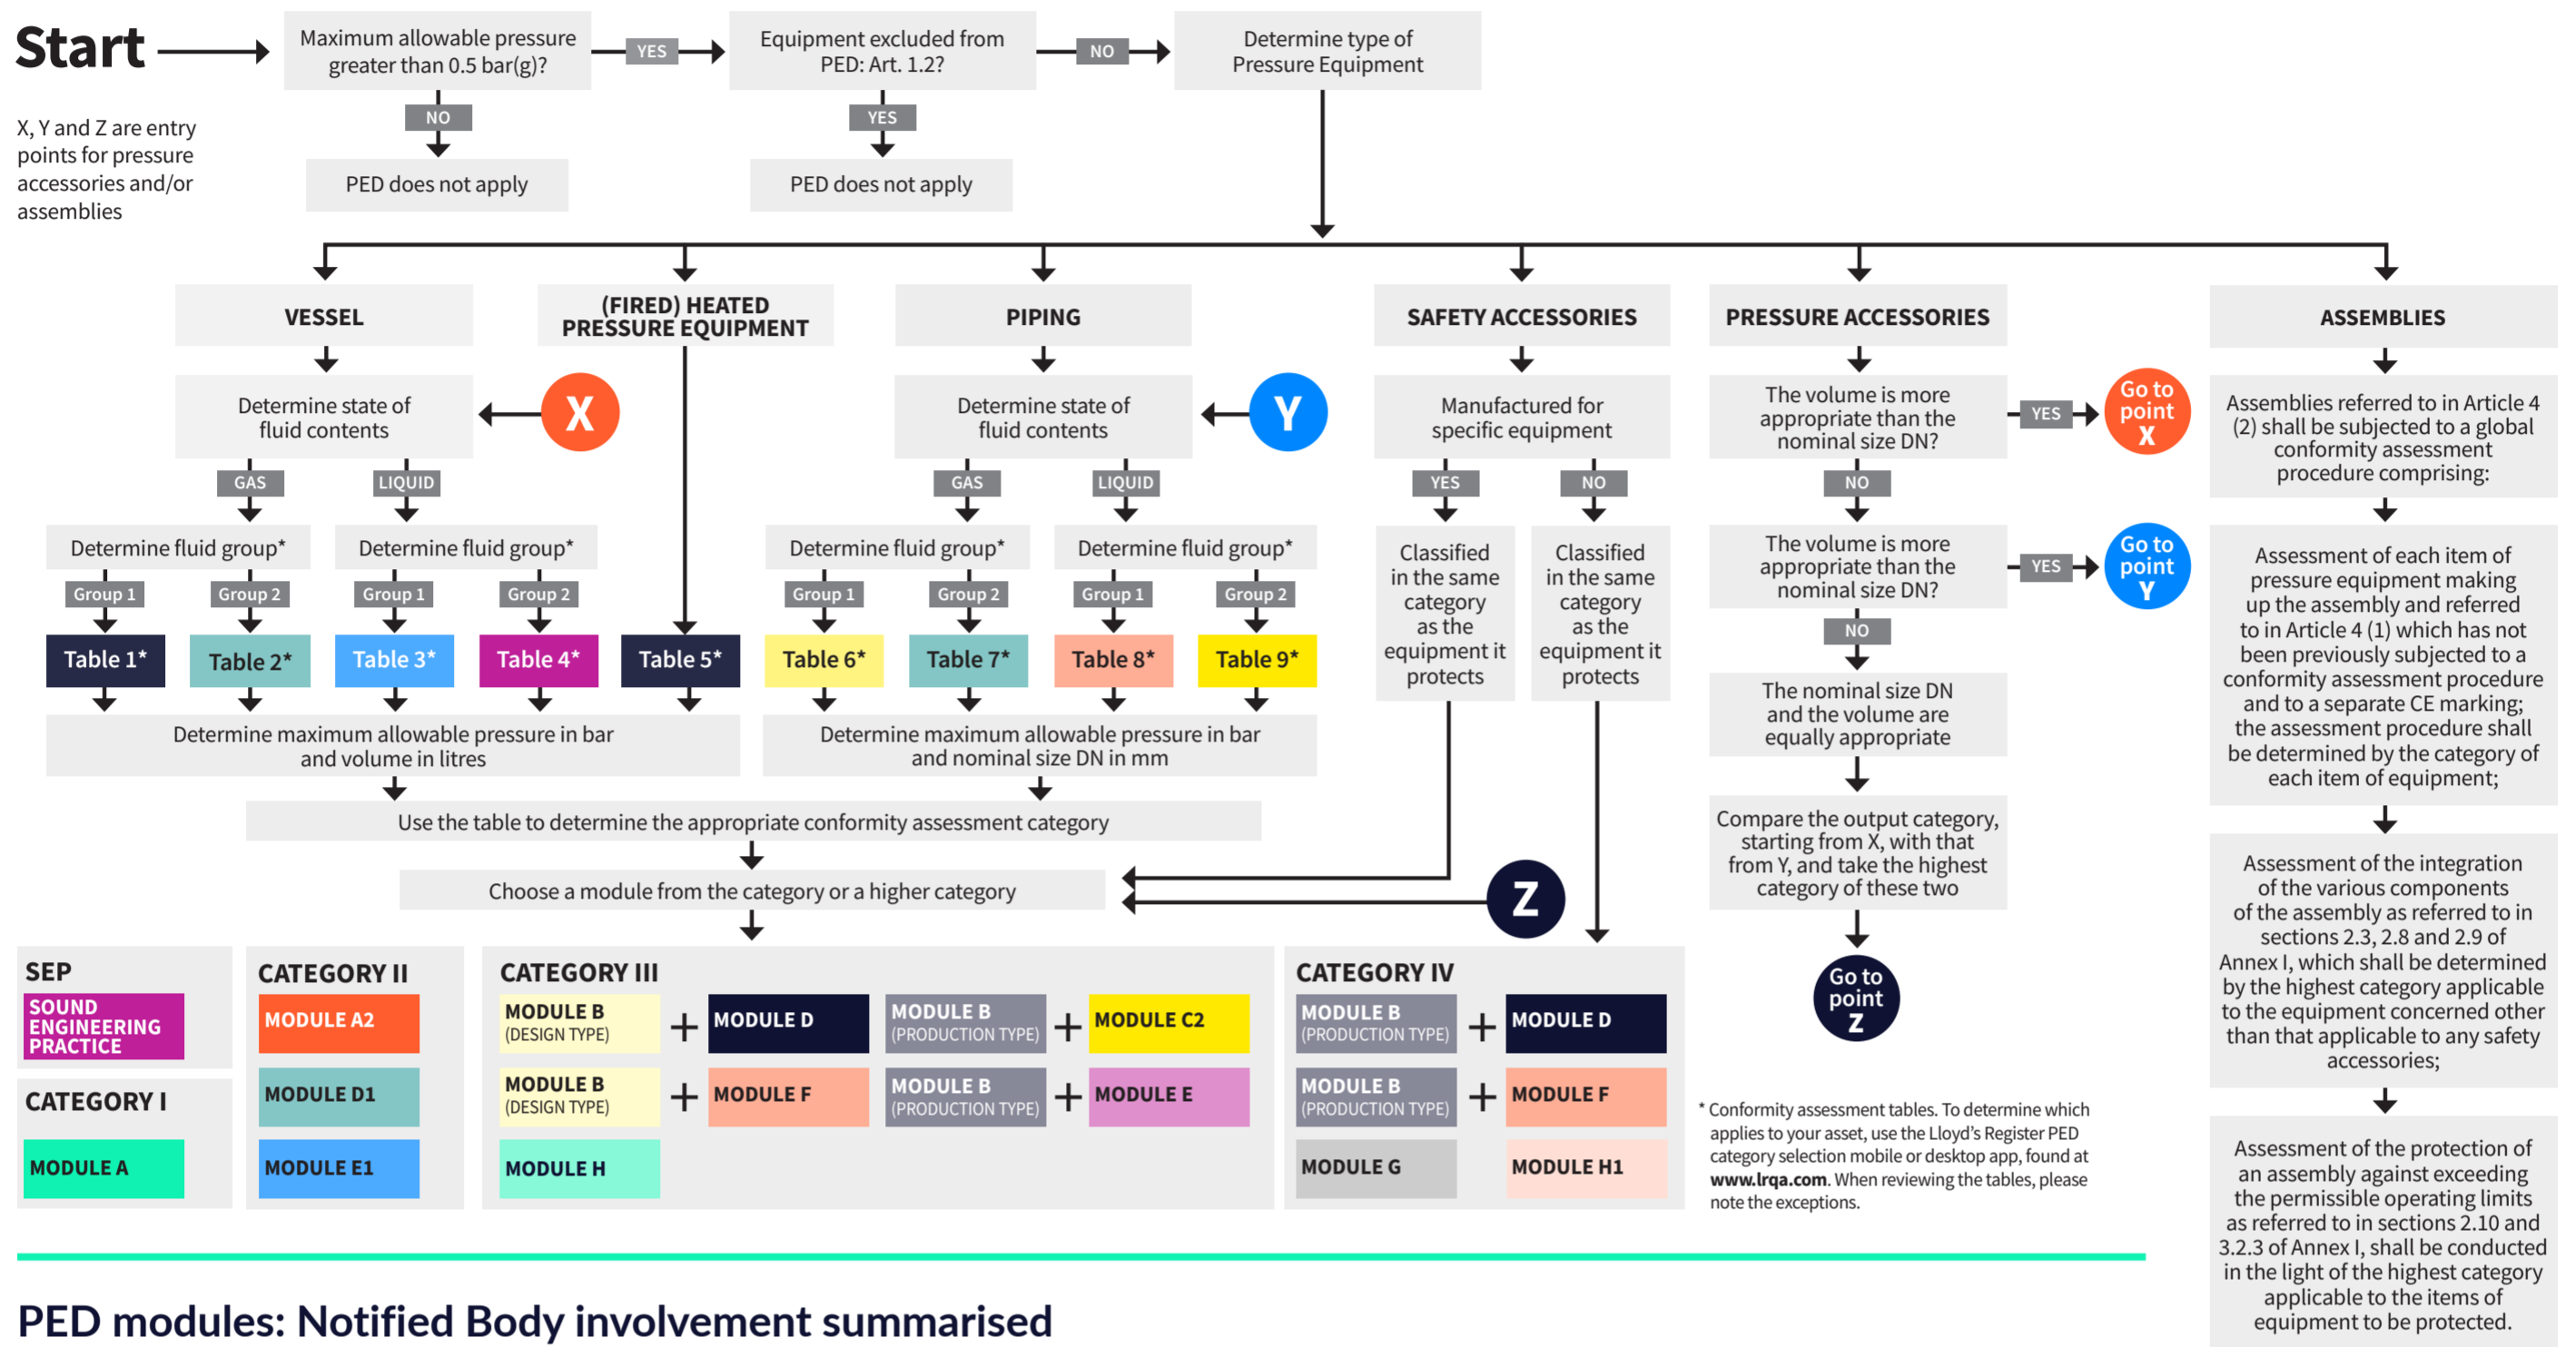 Start
Maximum allowable pressure
greater than 0.5 bar(g)?
YES
Equipment excluded from
PED: Art. 1.2?
NO
Determine type of
Pressure Equipment
NO
YES
PED does not apply
PED does not apply
X, Y and Z are entry
points for pressure
accessories and/or
assemblies
VESSEL
(FIRED) HEATED
PRESSURE EQUIPMENT
PIPING
SAFETY ACCESSORIES
PRESSURE ACCESSORIES
ASSEMBLIES
Determine state of
fluid contents
X
Determine state of
fluid contents
Y
Manufactured for
specific equipment
The volume is more
appropriate than the
nominal size DN?
YES
Go to
point
X
Assemblies referred to in Article 4
(2) shall be subjected to a global
conformity assessment
procedure comprising:
GAS
LIQUID
GAS
LIQUID
YES
NO
NO
Determine fluid group*
Determine fluid group*
Determine fluid group*
Determine fluid group*
Classified
in the same
category
as the
equipment it
protects
Classified
in the same
category
as the
equipment it
protects
The volume is more
appropriate than the
nominal size DN?
YES
Go to
point
Y
NO
Assessment of each item of
pressure equipment making
up the assembly and referred
to in Article 4 (1) which has not
been previously subjected to a
conformity assessment procedure
and to a separate CE marking;
the assessment procedure shall
be determined by the category of
each item of equipment;
Group 1
Group 2
Group 1
Group 2
Group 1
Group 2
Group 1
Group 2
Table 1*
Table 2*
Table 3*
Table 4*
Table 5*
Table 6*
Table 7*
Table 8*
Table 9*
The nominal size DN
and the volume are
equally appropriate
Determine maximum allowable pressure in bar
and volume in litres
Determine maximum allowable pressure in bar
and nominal size DN in mm
Use the table to determine the appropriate conformity assessment category
Compare the output category,
starting from X, with that
from Y, and take the highest
category of these two
Choose a module from the category or a higher category
Z
Go to
point
Z
Assessment of the integration
of the various components
of the assembly as referred to in
sections 2.3, 2.8 and 2.9 of
Annex I, which shall be determined
by the highest category applicable
to the equipment concerned other
than that applicable to any safety
accessories;
SEP
SOUND
ENGINEERING
PRACTICE
CATEGORY I
MODULE A
CATEGORY II
MODULE A2
MODULE D1
MODULE E1
CATEGORY III
MODULE B
(DESIGN TYPE)
+
MODULE D
MODULE B
(PRODUCTION TYPE)
+
MODULE C2
MODULE B
(DESIGN TYPE)
+
MODULE F
MODULE B
(PRODUCTION TYPE)
+
MODULE E
MODULE H
CATEGORY IV
MODULE B
(PRODUCTION TYPE)
+
MODULE D
MODULE B
(PRODUCTION TYPE)
+
MODULE F
MODULE G
MODULE H1
* Conformity assessment tables. To determine which
applies to your asset, use the Lloyd's Register PED
category selection mobile or desktop app, found at
www.lrqa.com. When reviewing the tables, please
note the exceptions.
Assessment of the protection of
an assembly against exceeding
the permissible operating limits
as referred to in sections 2.10 and
3.2.3 of Annex I, shall be conducted
in the light of the highest category
applicable to the items of
equipment to be protected.
PED modules: Notified Body involvement summarised